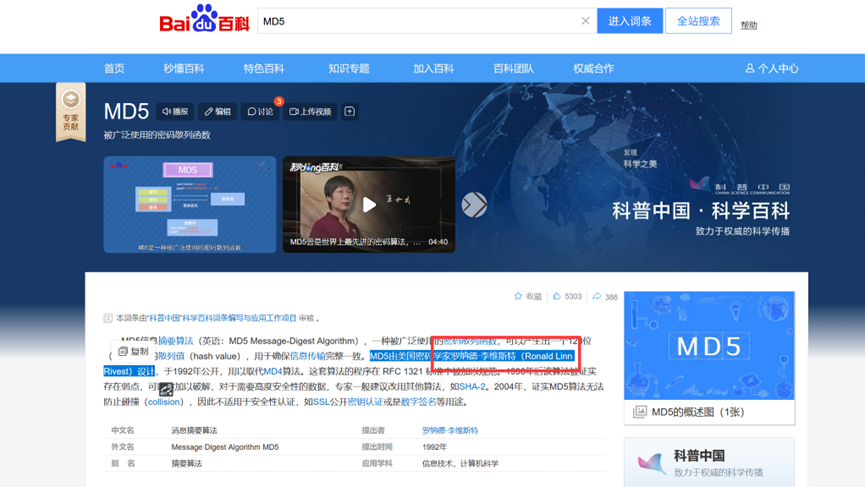 Baidu百科
MD5
进入词条
全站搜索
帮助
首页
秒懂百科
特色百科
知识专题
加入百科
百科团队
权威合作
个人中心
专家
贡献
MD5
播报
编辑
讨论
3
上传视频
被广泛使用的密码散列函数
MD5
MD5是一种被广泛使用的密码散列函数
秒dǒng百科
MD5曾是世界上最先进的密码算法，...
04:40
发现
科学之美
科普中国
CHINA SCIENCE COMMUNICATION
科普中国·科学百科
致力于权威的科学传播
收藏
5303
386
本词条由“科普中国”科学百科词条编写与应用工作项目 审核 。
MD5信息摘要算法（英语：MD5 Message-Digest Algorithm），一种被广泛使用的密码散列函数，可以产生出一个128位
复制
散列值（hash value），用于确保信息传输完整一致。MD5由美国密码学家罗纳德·李维斯特（Ronald Linn
Rivest）设计，于1992年公开，用以取代MD4算法。这套算法的程序在 RFC 1321 标准中被加以规范。1996年后该算法被证实
存在弱点，可以被加以破解，对于需要高度安全性的数据，专家一般建议改用其他算法，如SHA-2。2004年，证实MD5算法无法
防止碰撞（collision），因此不适用于安全性认证，如SSL公开密钥认证或是数字签名等用途。
中文名 消息摘要算法 提出者 罗纳德·李维斯特
外文名 Message Digest Algorithm MD5 提出时间 1992年
别 名 摘要算法 应用学科 信息技术，计算机科学
MD5
MD5的概述图（1张）
科普中国
致力于权威的科学传播